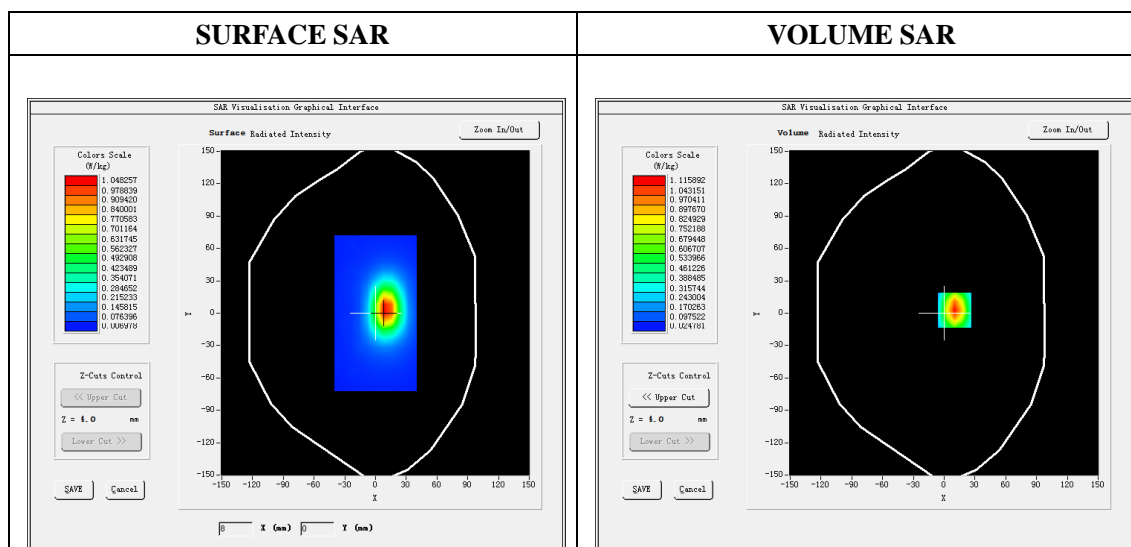 SURFACE SAR
VOLUME SAR
SAR Visualisation Graphical Interface
Surface Radiated Intensity
Zoom In/Out
Colors Scale
(W/kg)
1.048257
0.978839
0.909420
0.840001
0.770583
0.701164
0.631745
0.562327
0.492908
0.423489
0.354071
0.284652
0.215233
0.145815
0.076396
0.006978
150
120
90
60
30
0
-30
-60
-90
-120
-150
Y
-150 -120 -90 -60 -30 0 30 60 90 120 150
X
Z-Cuts Control
<< Upper Cut
Z = 4.0 mm
Lower Cut >>
SAVE
Cancel
8 X (mm) 0 Y (mm)
SAR Visualisation Graphical Interface
Volume Radiated Intensity
Zoom In/Out
Colors Scale
(W/kg)
1.115892
1.043151
0.970411
0.897670
0.824929
0.752188
0.679448
0.606707
0.533966
0.461226
0.388485
0.315744
0.243004
0.170263
0.097522
0.024781
150
120
90
60
30
0
-30
-60
-90
-120
-150
Y
-150 -120 -90 -60 -30 0 30 60 90 120 150
X
Z-Cuts Control
<< Upper Cut
Z = 4.0 mm
Lower Cut >>
SAVE
Cancel